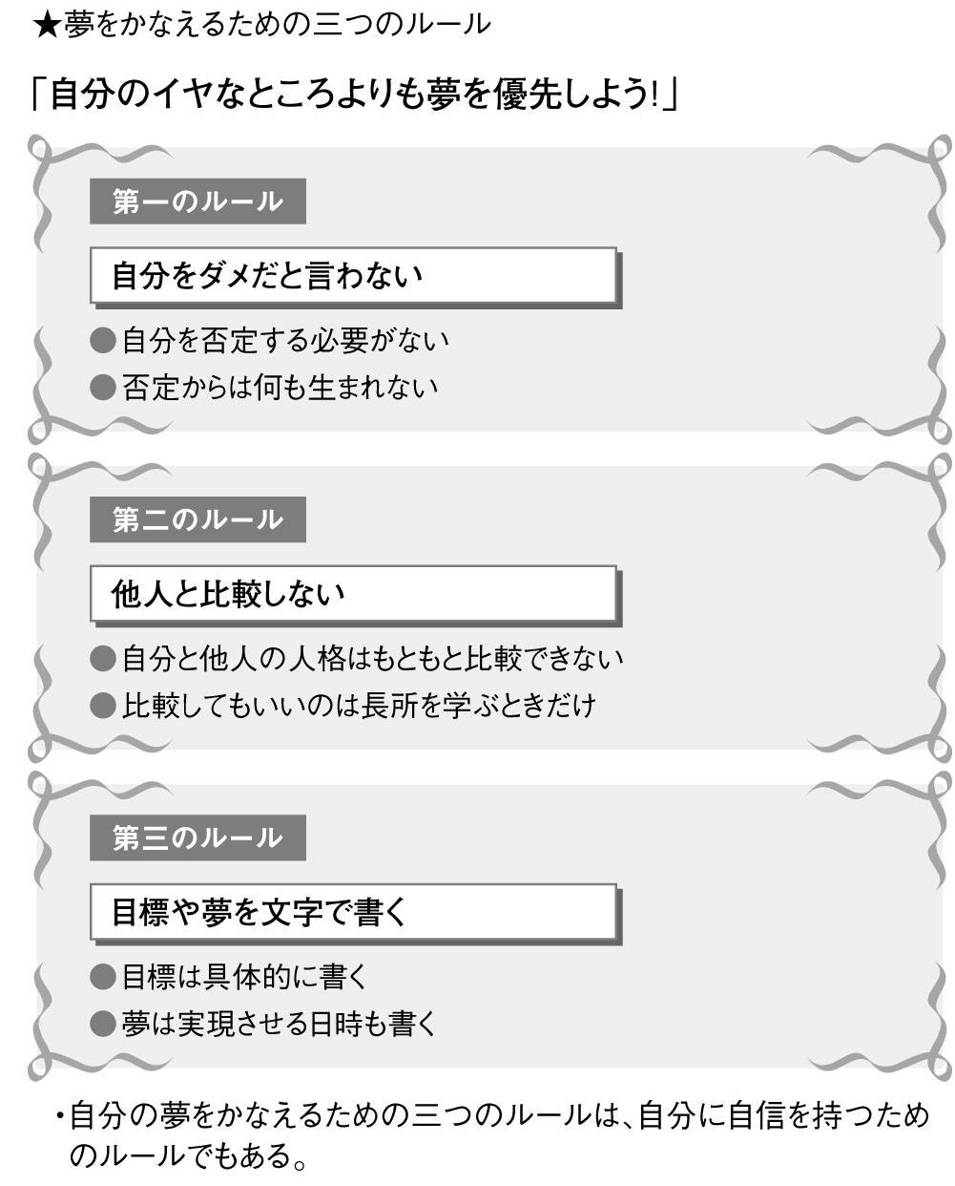 ★夢をかなえるための三つのルール
「自分のイヤなところよりも夢を優先しよう!」
第一のルール
自分をダメだと言わない
●自分を否定する必要がない
●否定からは何も生まれない
第二のルール
他人と比較しない
●自分と他人の人格はもともと比較できない
●比較してもいいのは長所を学ぶときだけ
第三のルール
目標や夢を文字で書く
●目標は具体的に書く
●夢は実現させる日時も書く
・自分の夢をかなえるための三つのルールは、自分に自信を持つため
のルールでもある。